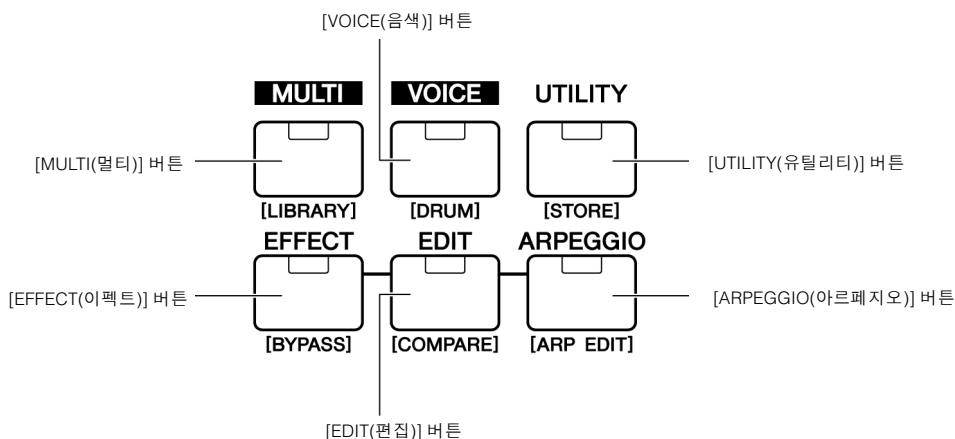 [VOICE(음색)] 버튼
MULTI VOICE UTILITY
[MULTI(멀티)] 버튼 [UTILITY(유틸리티)] 버튼
[LIBRARY] [DRUM] [STORE]
EFFECT EDIT ARPEGGIO
[EFFECT(이펙트)] 버튼 [ARPEGGIO(아르페지오)] 버튼
[BYPASS] [COMPARE] [ARP EDIT]
[EDIT(편집)] 버튼